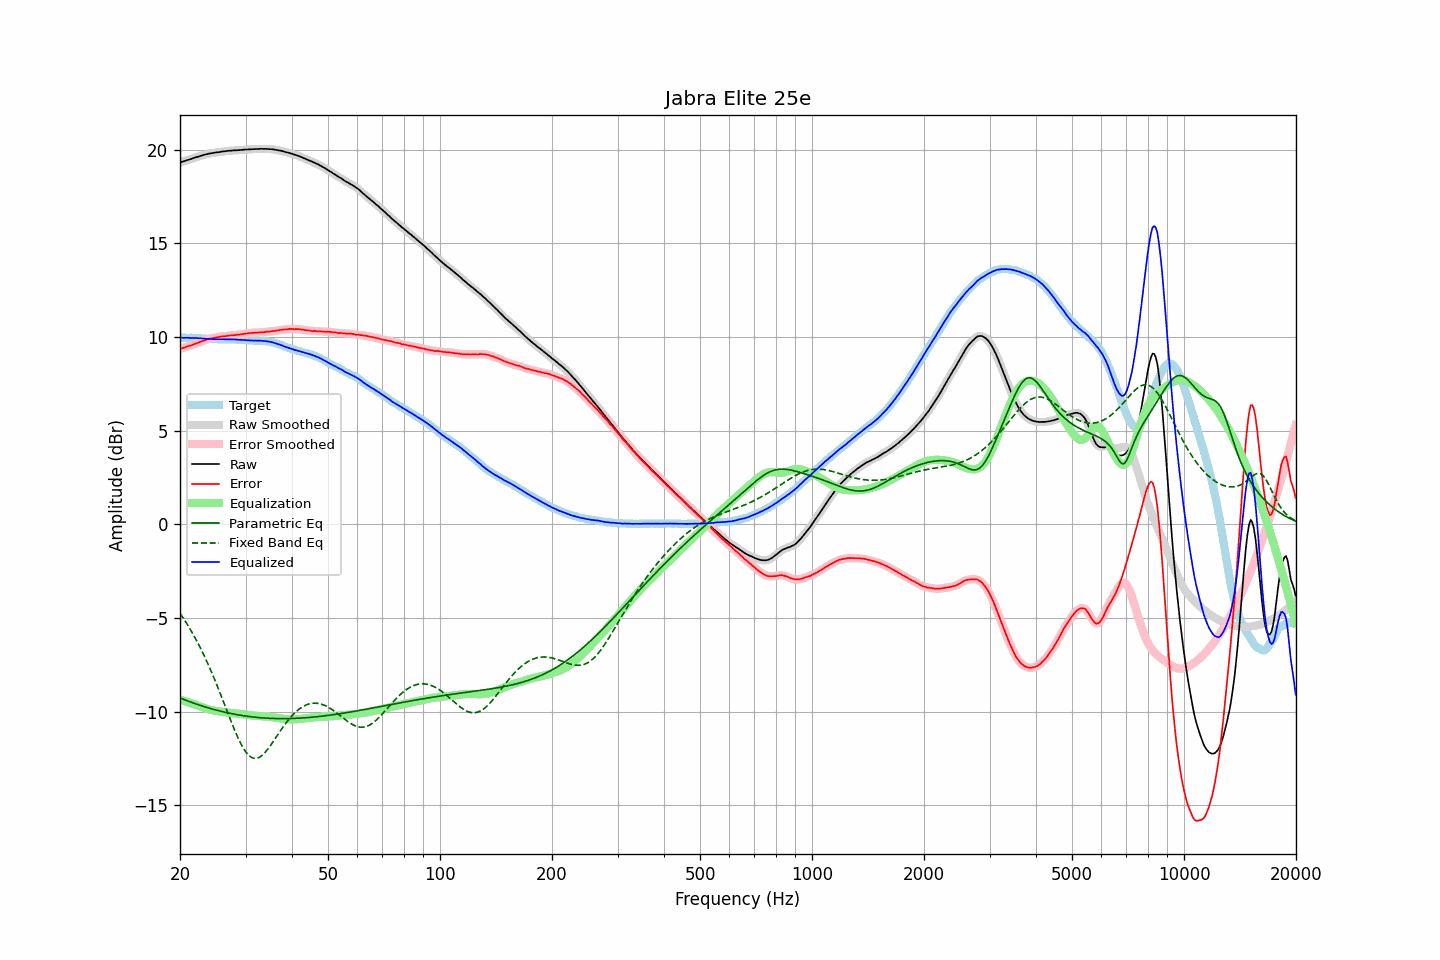 Jabra Elite 25e
Amplitude (dBr)
20
15
10
5
0
−5
−10
−15
Target
Raw Smoothed
Error Smoothed
Raw
Error
Equalization
Parametric Eq
Fixed Band Eq
Equalized
20
50
100
200
500
1000
2000
5000
10000
20000
Frequency (Hz)